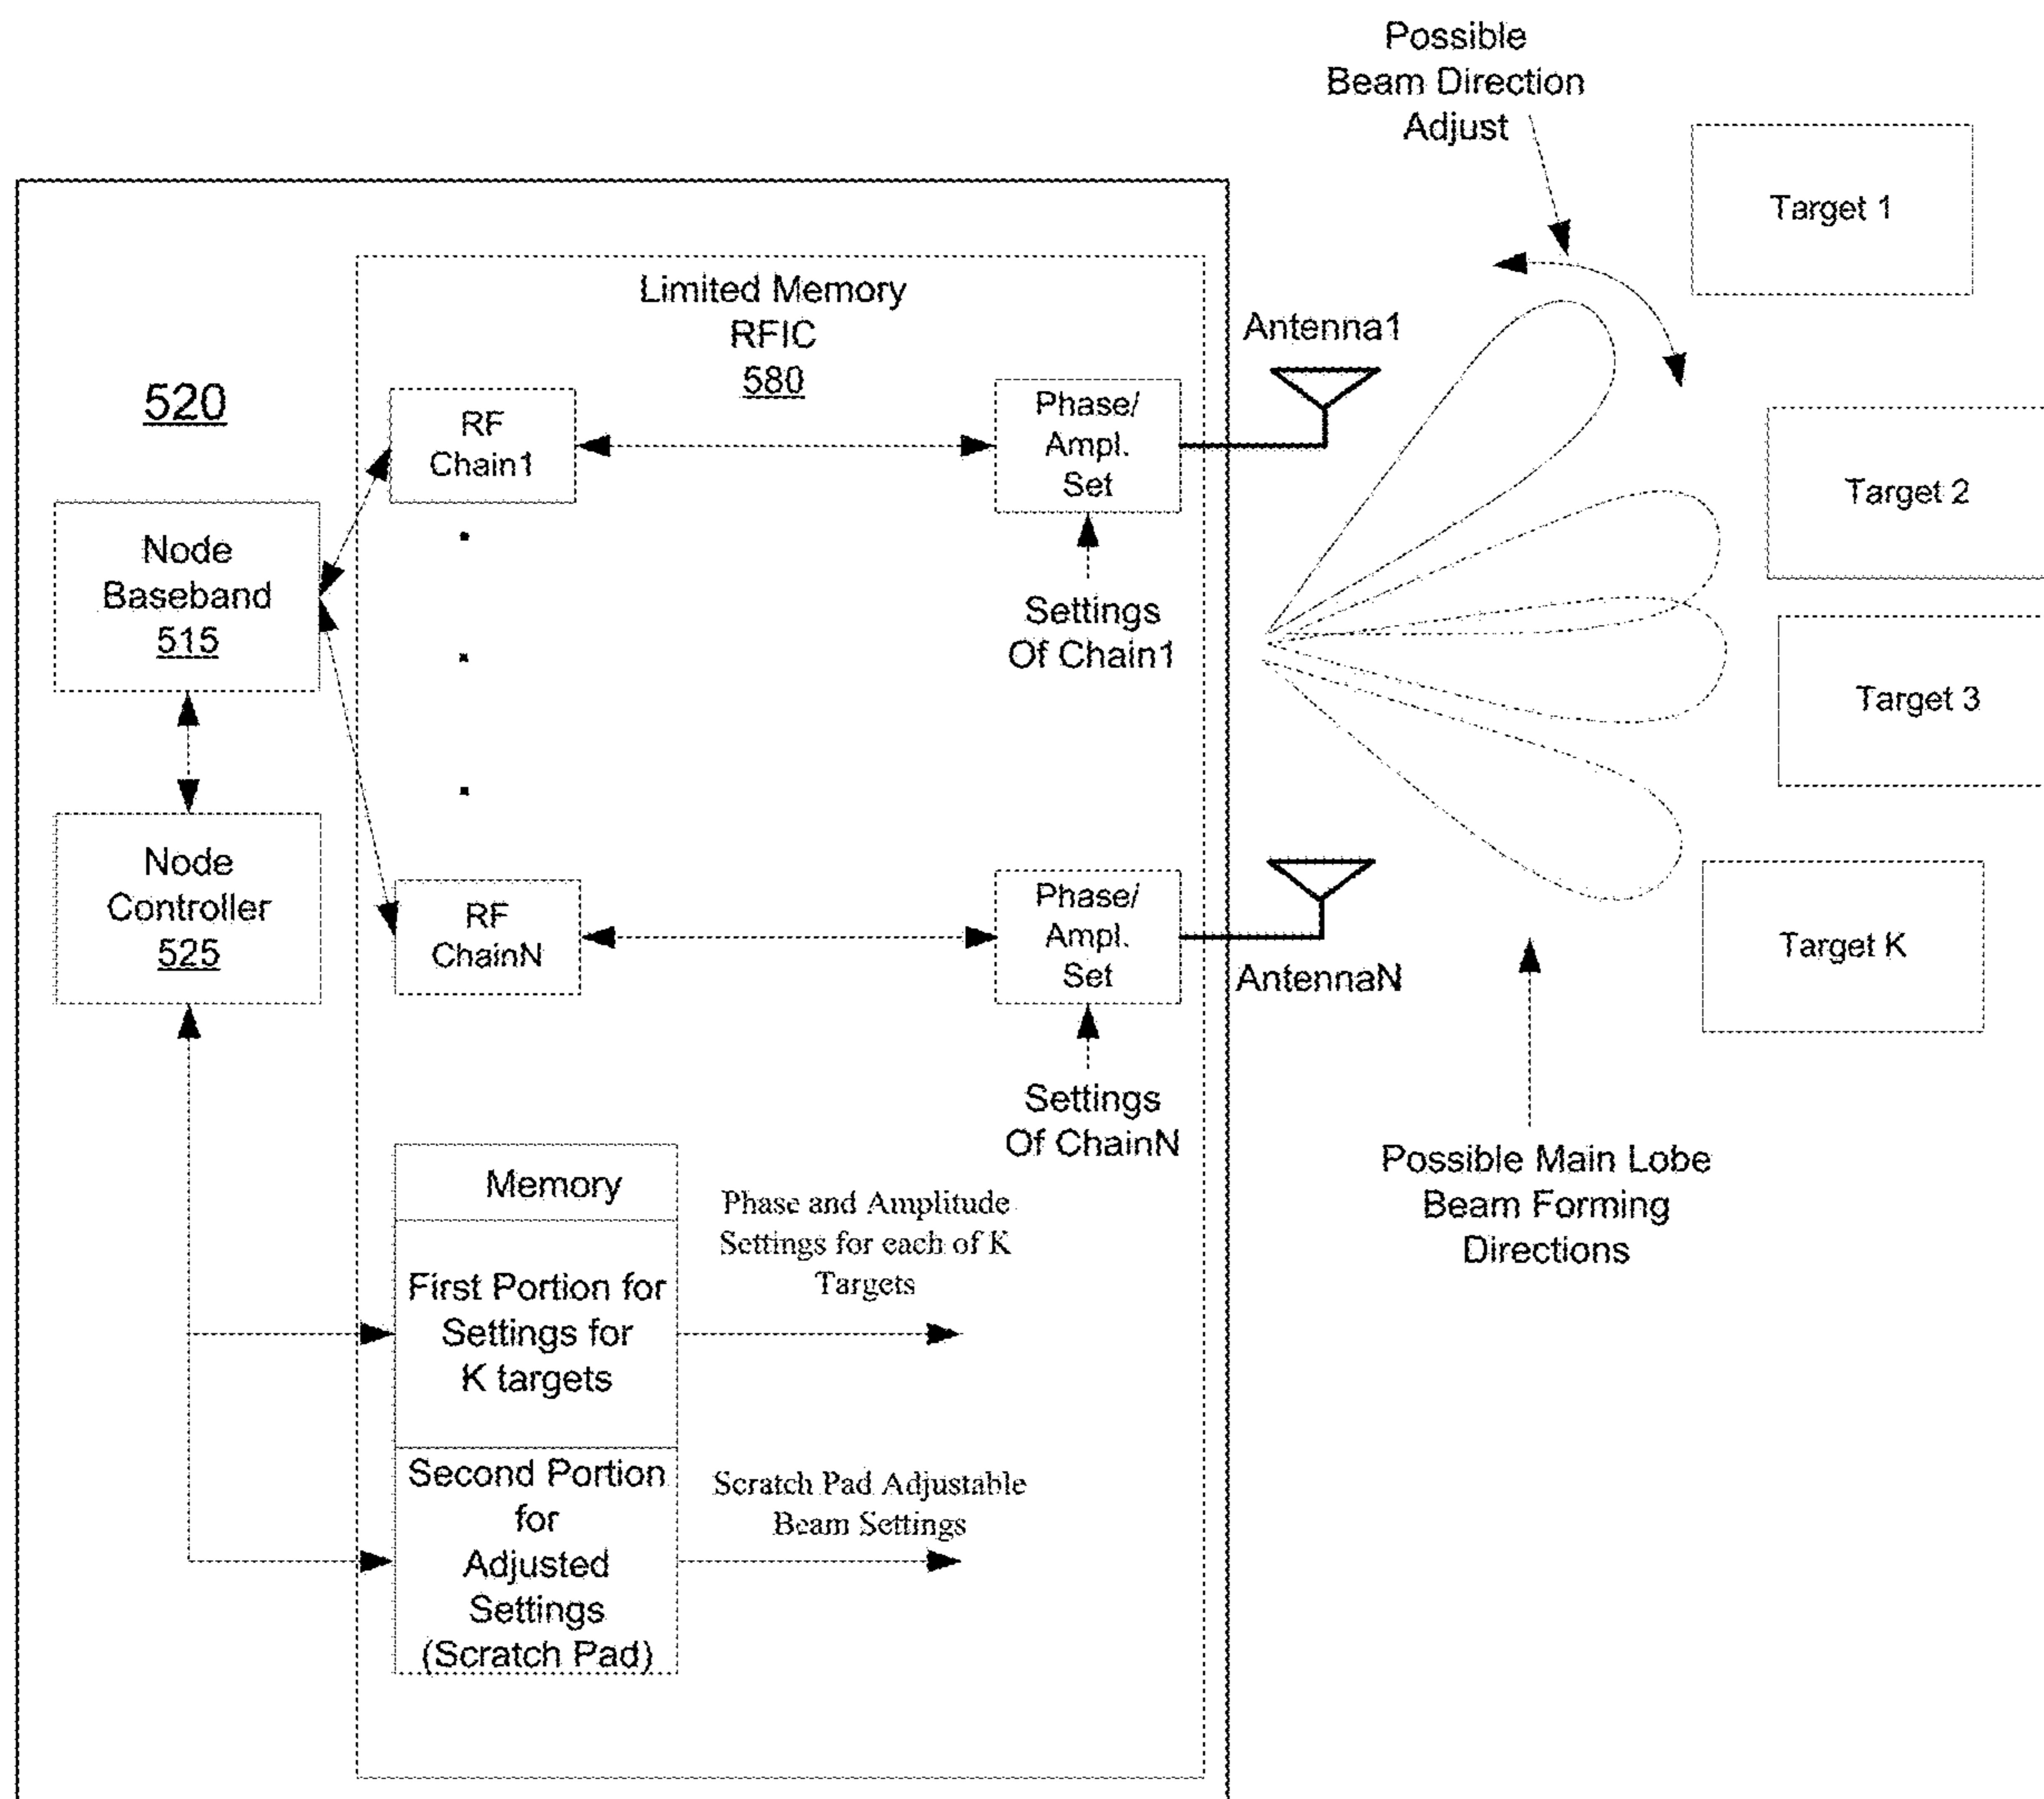 Possible
Beam Direction
Adjust
Target 1
Limited Memory
RFIC
580
Antenna1
520
RF
Chain1
Phase/
Ampl.
Set
Target 2
Node
Baseband
515
Settings
Of Chain1
Target 3
Node
Controller
525
RF
ChainN
Phase/
Ampl.
Set
AntennaN
Target K
Settings
Of ChainN
Possible Main Lobe
Beam Forming
Directions
Memory
First Portion for
Settings for
K targets
Phase and Amplitude
Settings for each of K
Targets
Second Portion
for
Adjusted
Settings
(Scratch Pad)
Scratch Pad Adjustable
Beam Settings